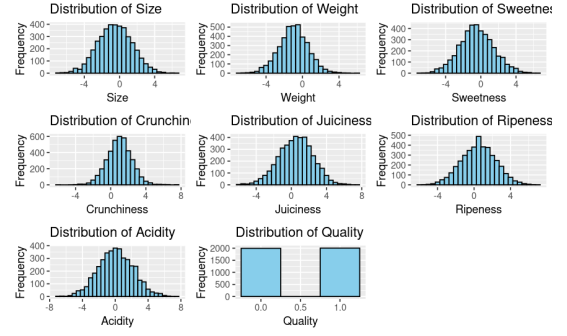 Distribution of Size
Frequency
400
300
200
100
0
-4
0
4
Size
Distribution of Weight
Frequency
500
400
300
200
100
0
-4
0
4
Weight
Distribution of Sweetnes
Frequency
400
300
200
100
0
-4
0
4
Sweetness
Distribution of Crunchin
Frequency
600
400
200
0
-4
0
4
8
Crunchiness
Distribution of Juiciness
Frequency
400
300
200
100
0
-4
0
4
8
Juiciness
Distribution of Ripeness
Frequency
500
400
300
200
100
0
-4
0
4
Ripeness
Distribution of Acidity
Frequency
400
300
200
100
0
-8
-4
0
4
8
Acidity
Distribution of Quality
Frequency
2000
1500
1000
500
0
0.0
0.5
1.0
Quality